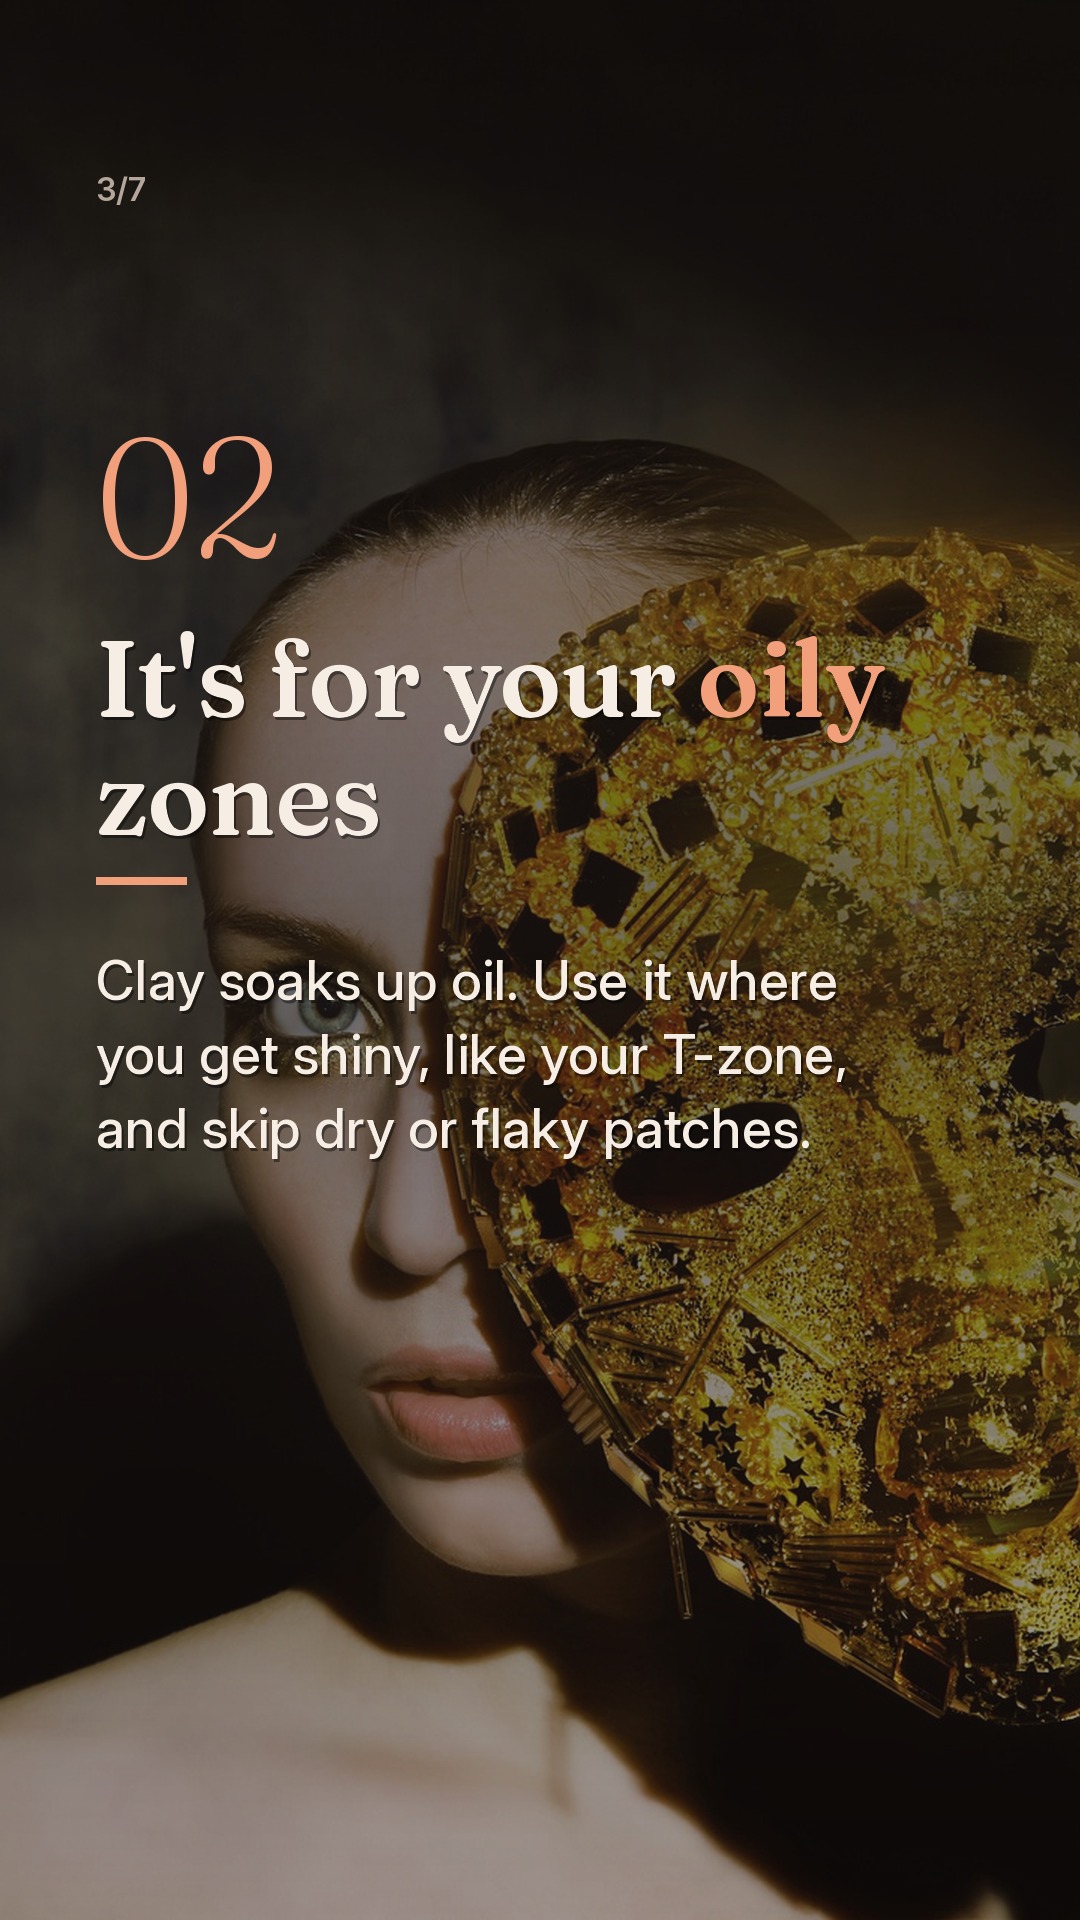 3/7
02
It's for your oily
zones
Clay soaks up oil. Use it where
you get shiny, like your T-zone,
and skip dry or flaky patches.